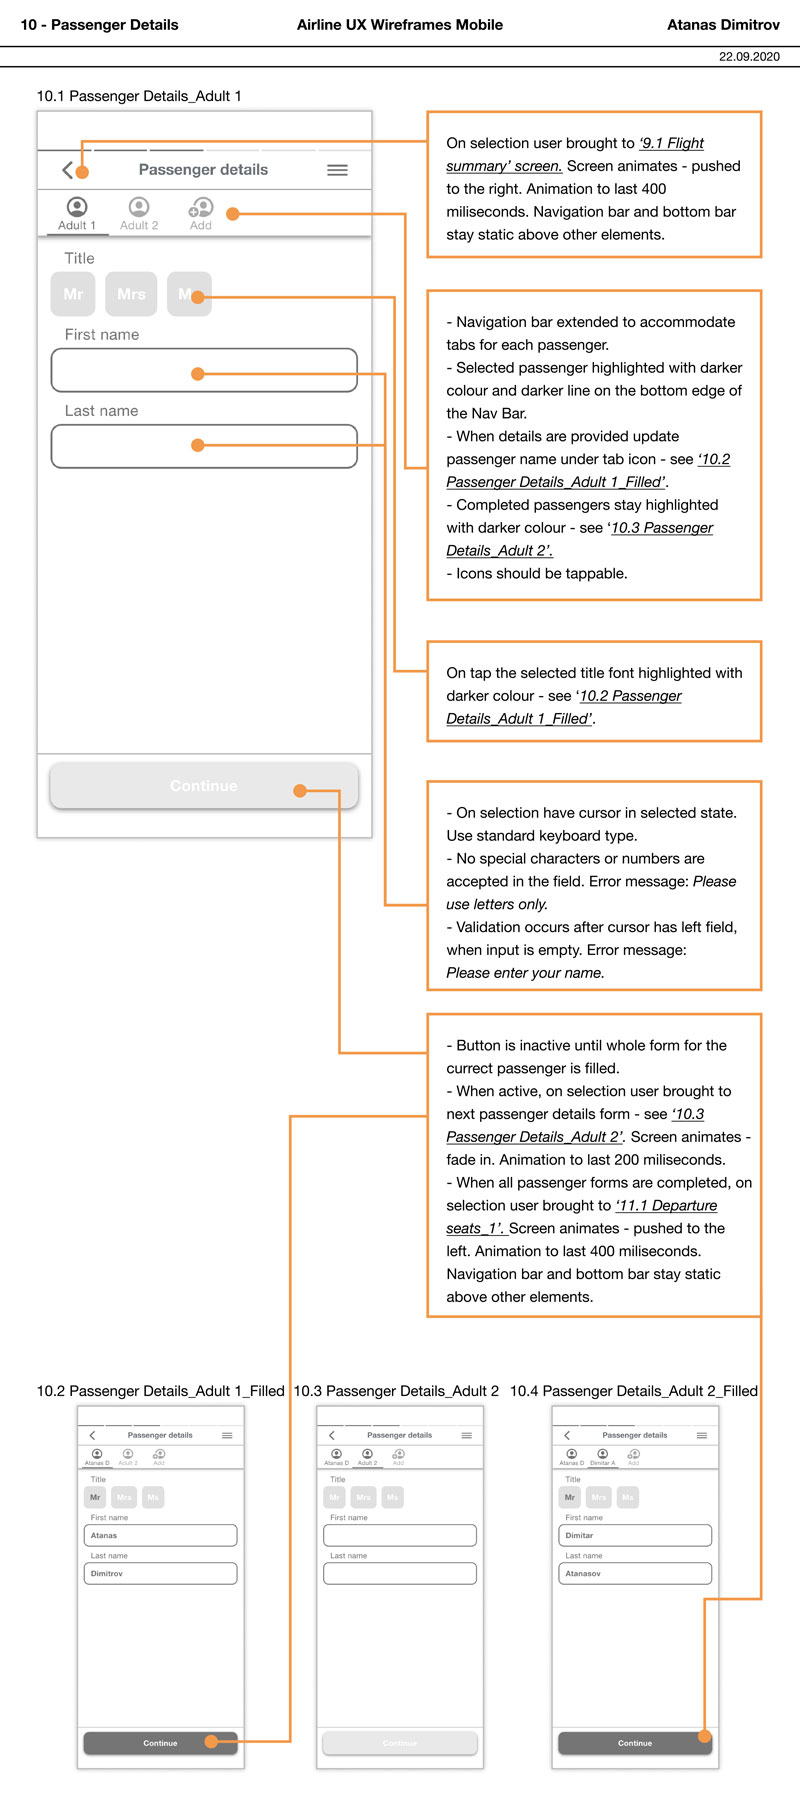 10 - Passenger Details
Airline UX Wireframes Mobile
Atanas Dimitrov
22.09.2020
10.1 Passenger Details_Adult 1
Passenger details
Adult 1
Adult 2
Add
Title
Mr
Mrs
M
First name
Last name
Continue
On selection user brought to ‘9.1 Flight
summary’ screen. Screen animates - pushed
to the right. Animation to last 400
miliseconds. Navigation bar and bottom bar
stay static above other elements.
- Navigation bar extended to accommodate
tabs for each passenger.
- Selected passenger highlighted with darker
colour and darker line on the bottom edge of
the Nav Bar.
- When details are provided update
passenger name under tab icon - see ‘10.2
Passenger Details_Adult 1_Filled’.
- Completed passengers stay highlighted
with darker colour - see ‘10.3 Passenger
Details_Adult 2’.
- Icons should be tappable.
On tap the selected title font highlighted with
darker colour - see ‘10.2 Passenger
Details_Adult 1_Filled’.
- On selection have cursor in selected state.
Use standard keyboard type.
- No special characters or numbers are
accepted in the field. Error message: Please
use letters only.
- Validation occurs after cursor has left field,
when input is empty. Error message:
Please enter your name.
- Button is inactive until whole form for the
currect passenger is filled.
- When active, on selection user brought to
next passenger details form - see ‘10.3
Passenger Details_Adult 2’. Screen animates -
fade in. Animation to last 200 miliseconds.
- When all passenger forms are completed, on
selection user brought to ‘11.1 Departure
seats_1’. Screen animates - pushed to the
left. Animation to last 400 miliseconds.
Navigation bar and bottom bar stay static
above other elements.
10.2 Passenger Details_Adult 1_Filled
Passenger details
Atanas D
Adult 2
Add
Title
Mr
Mrs
Ms
First name
Atanas
Last name
Dimitrov
Continue
10.3 Passenger Details_Adult 2
Passenger details
Atanas D
Adult 2
Add
Title
Mr
Mrs
Ms
First name
Last name
Continue
10.4 Passenger Details_Adult 2_Filled
Passenger details
Atanas D
Dimitar A
Add
Title
Mr
Mrs
Ms
First name
Dimitar
Last name
Atanasov
Continue